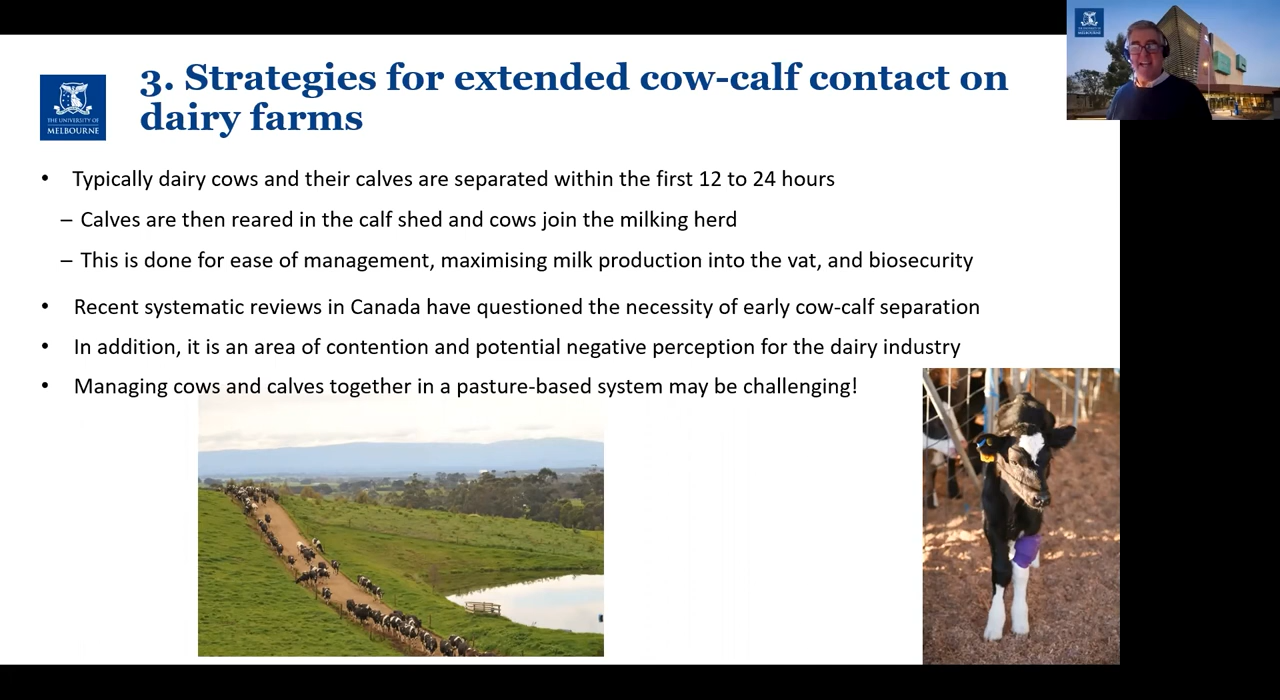 3. Strategies for extended cow-calf contact on
dairy farms
THE UNIVERSITY OF
MELBOURNE
• Typically dairy cows and their calves are separated within the first 12 to 24 hours
– Calves are then reared in the calf shed and cows join the milking herd
– This is done for ease of management, maximising milk production into the vat, and biosecurity
• Recent systematic reviews in Canada have questioned the necessity of early cow-calf separation
• In addition, it is an area of contention and potential negative perception for the dairy industry
• Managing cows and calves together in a pasture-based system may be challenging!